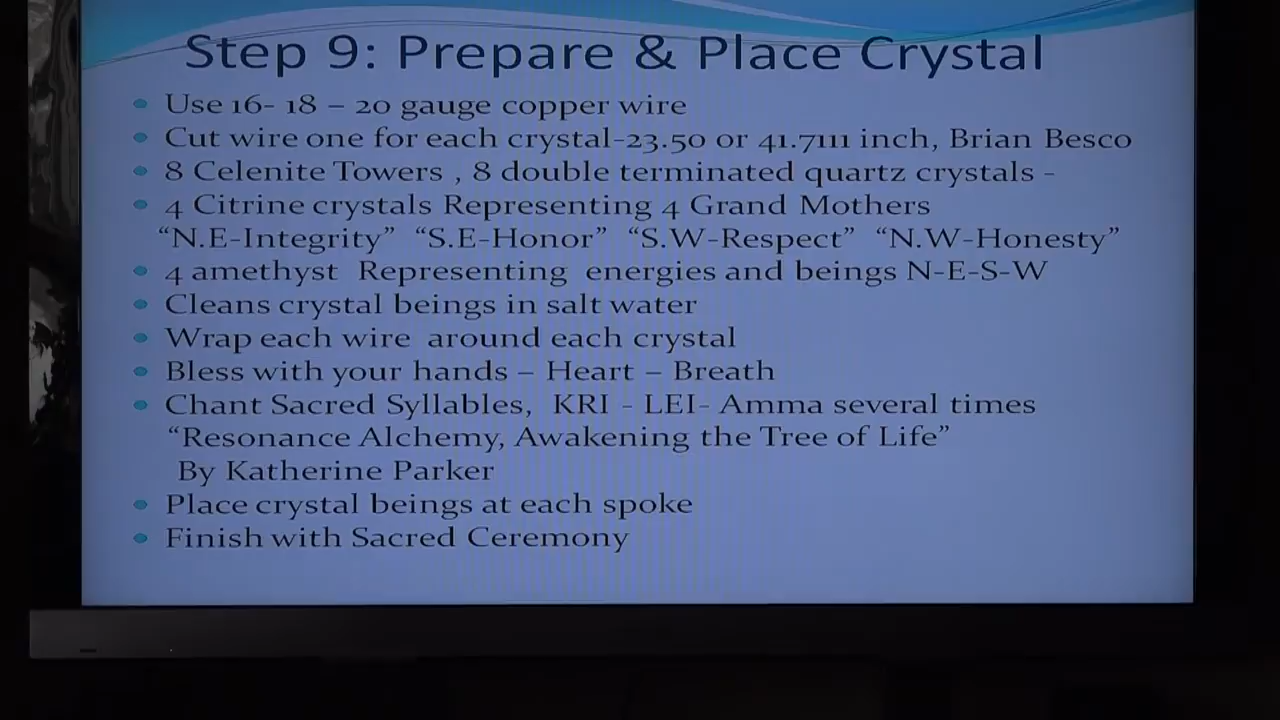 Step 9: Prepare & Place Crystal
Use 16- 18 – 20 gauge copper wire
Cut wire one for each crystal-23.50 or 41.7111 inch, Brian Besco
8 Celenite Towers , 8 double terminated quartz crystals -
4 Citrine crystals Representing 4 Grand Mothers
“N.E-Integrity” “S.E-Honor” “S.W-Respect” “N.W-Honesty”
4 amethyst Representing energies and beings N-E-S-W
Cleans crystal beings in salt water
Wrap each wire around each crystal
Bless with your hands – Heart – Breath
Chant Sacred Syllables, KRI - LEI- Amma several times
“Resonance Alchemy, Awakening the Tree of Life”
By Katherine Parker
Place crystal beings at each spoke
Finish with Sacred Ceremony